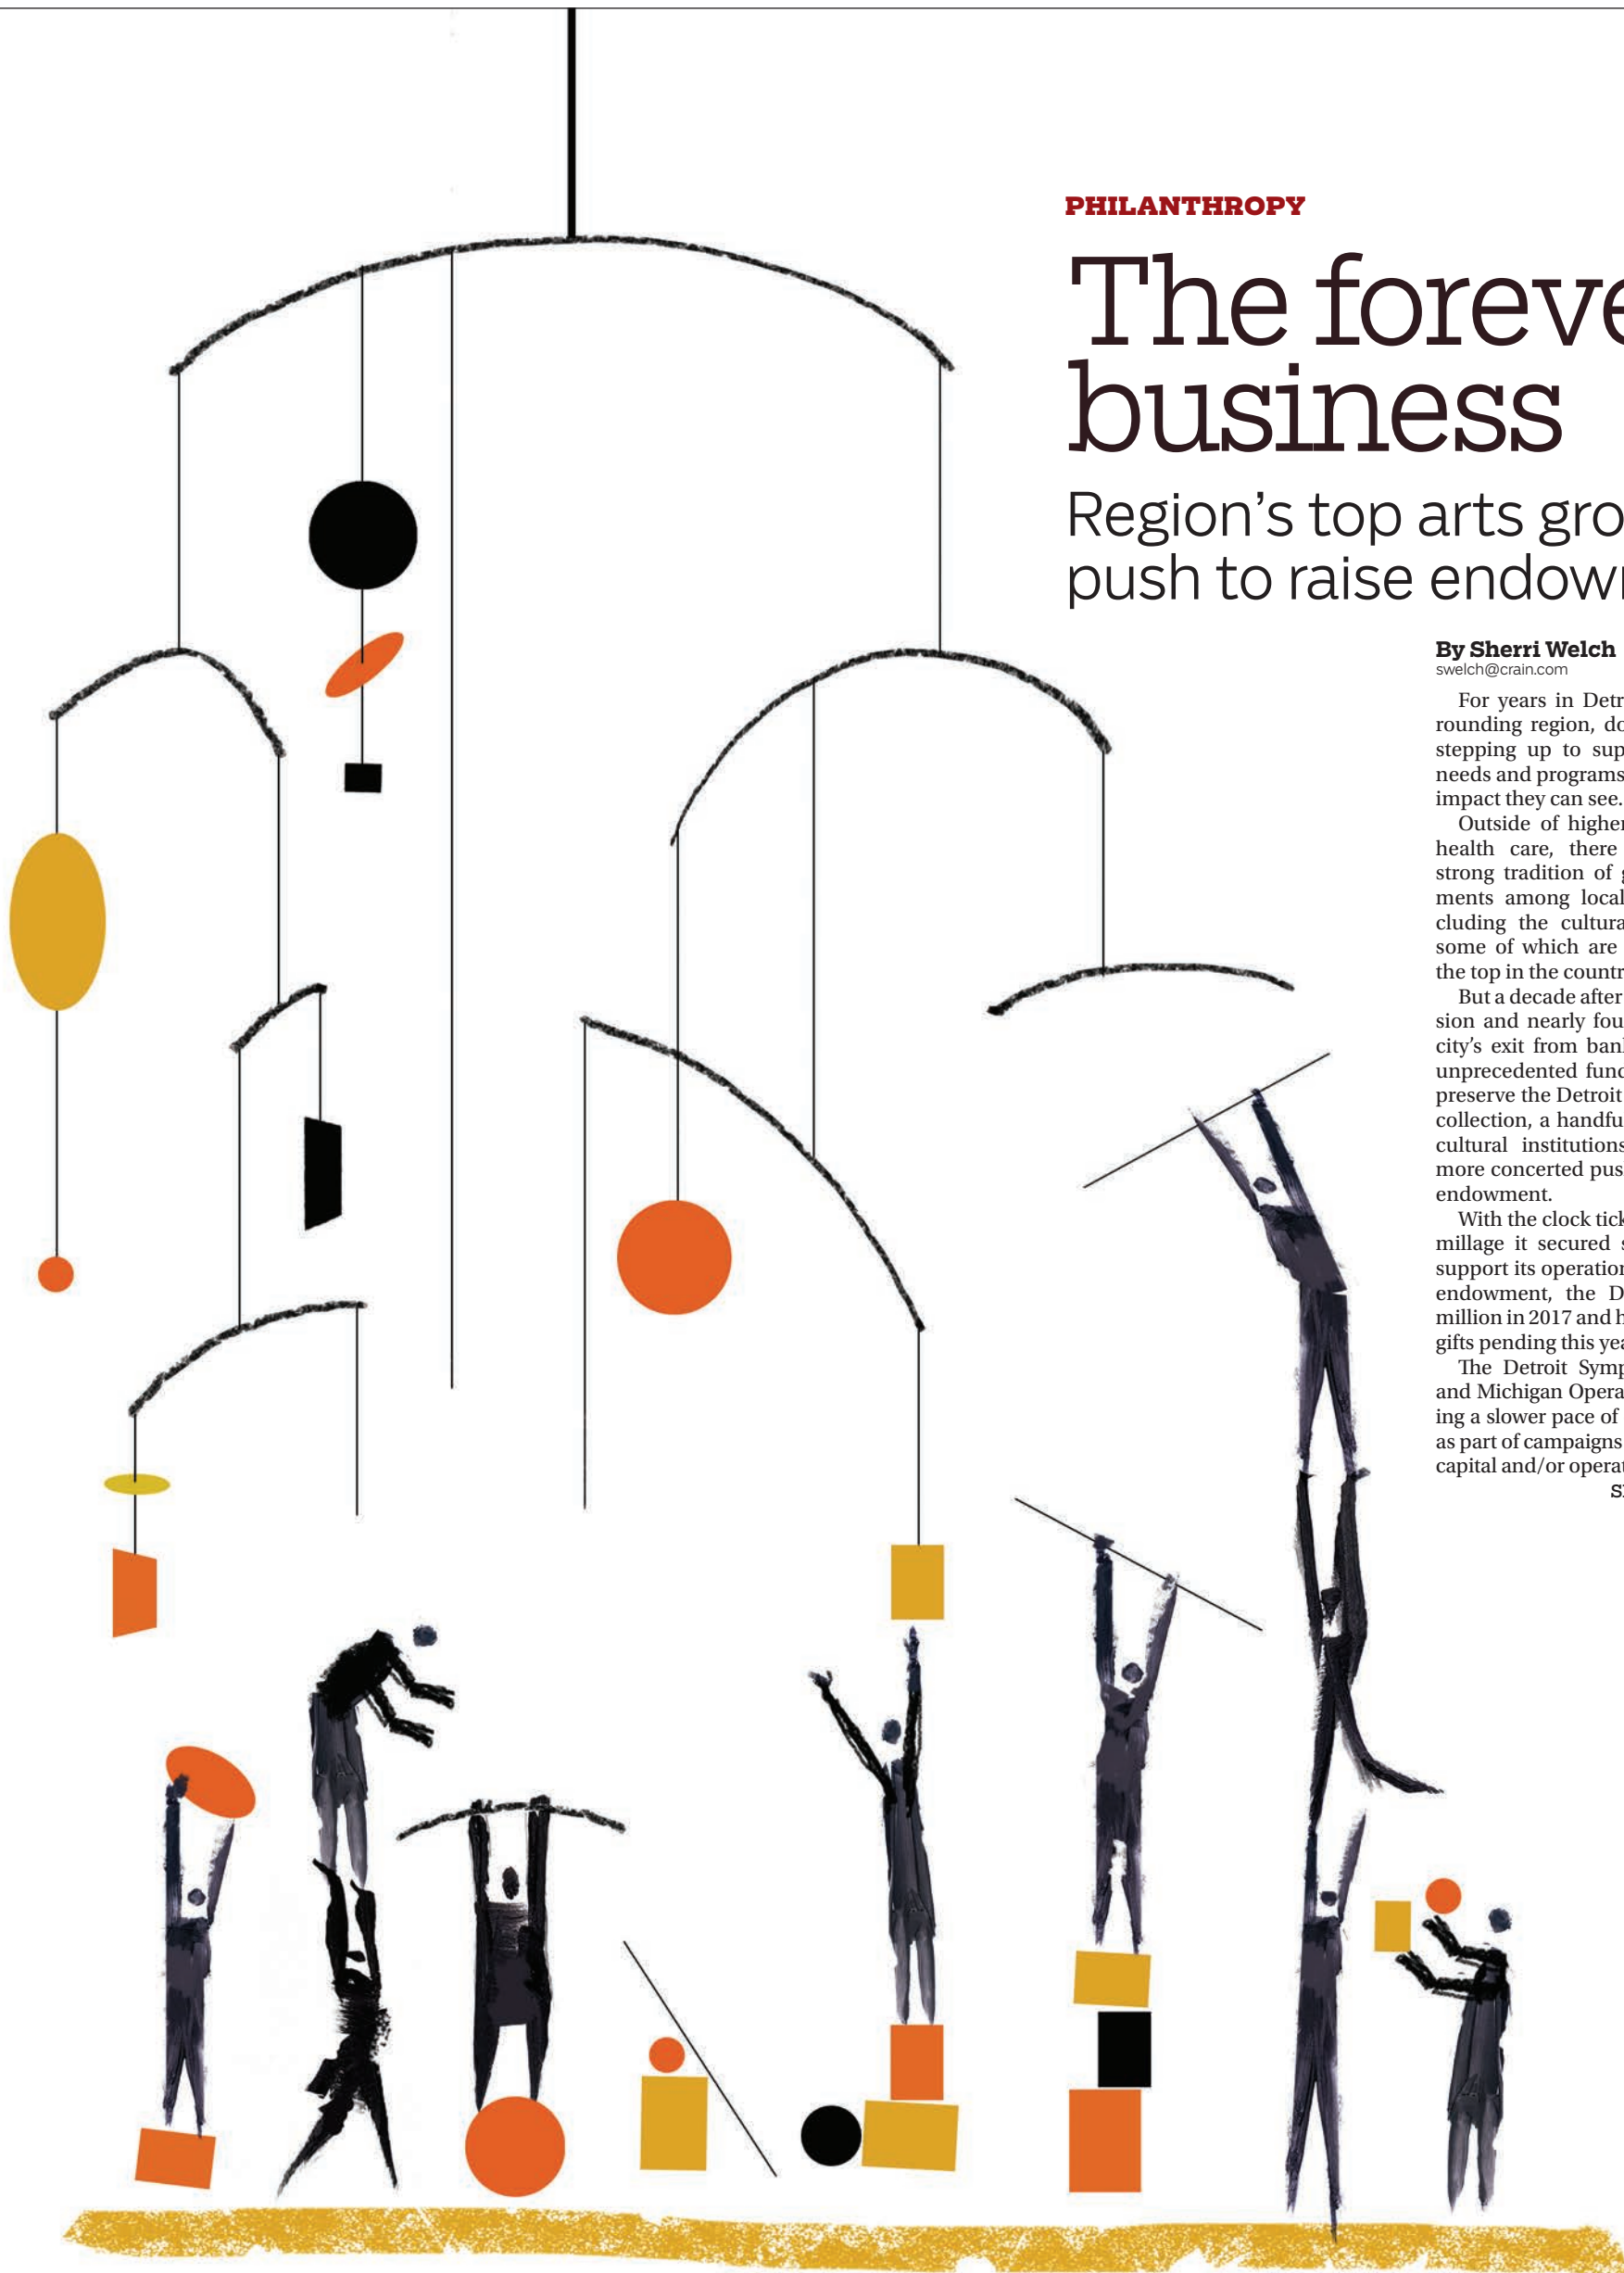 PHILANTHROPY
The foreve
business
Region's top arts gro
push to raise endow
By Sherri Welch
swelch@crain.com
For years in Detr
rounding region, do
stepping up to sup
needs and programs
impact they can see.
Outside of higher
health care, there
strong tradition of g
ments among local
cluding the cultura
some of which are
the top in the countr
But a decade after
sion and nearly fou
city's exit from ban
unprecedented func
preserve the Detroit
collection, a handfu
cultural institutions
more concerted pus
endowment.
With the clock tick
millage it secured s
support its operation
endowment, the D
million in 2017 and h
gifts pending this yea
The Detroit Symp
and Michigan Opera
ing a slower pace of
as part of campaigns
capital and/or operat
S